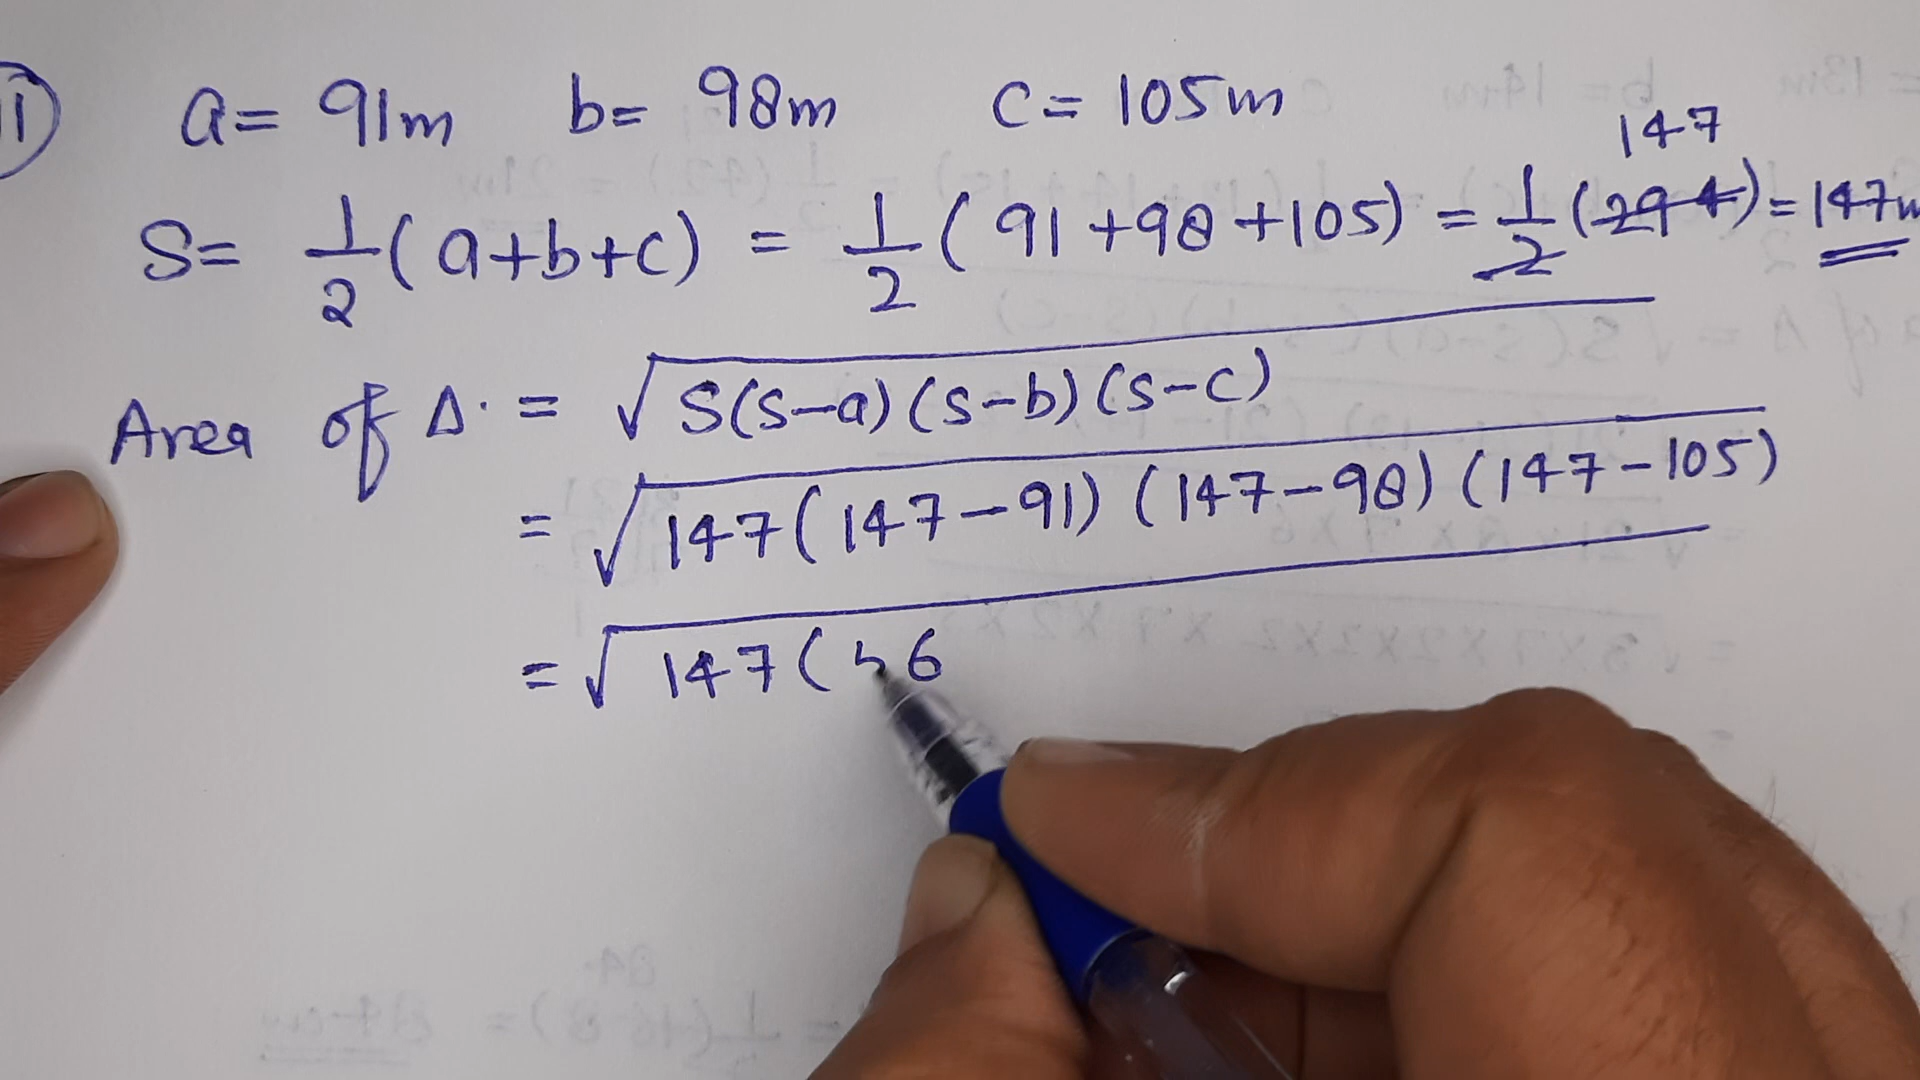 ii a = 91m b = 98m c = 105m
147
S = 1/2 (a+b+c) = 1/2 (91+98+105) = 1/2 (294) = 147m
Area of Δ. = √S(S-a)(S-b)(S-c)
= √147(147-91)(147-98)(147-105)
= √147(56